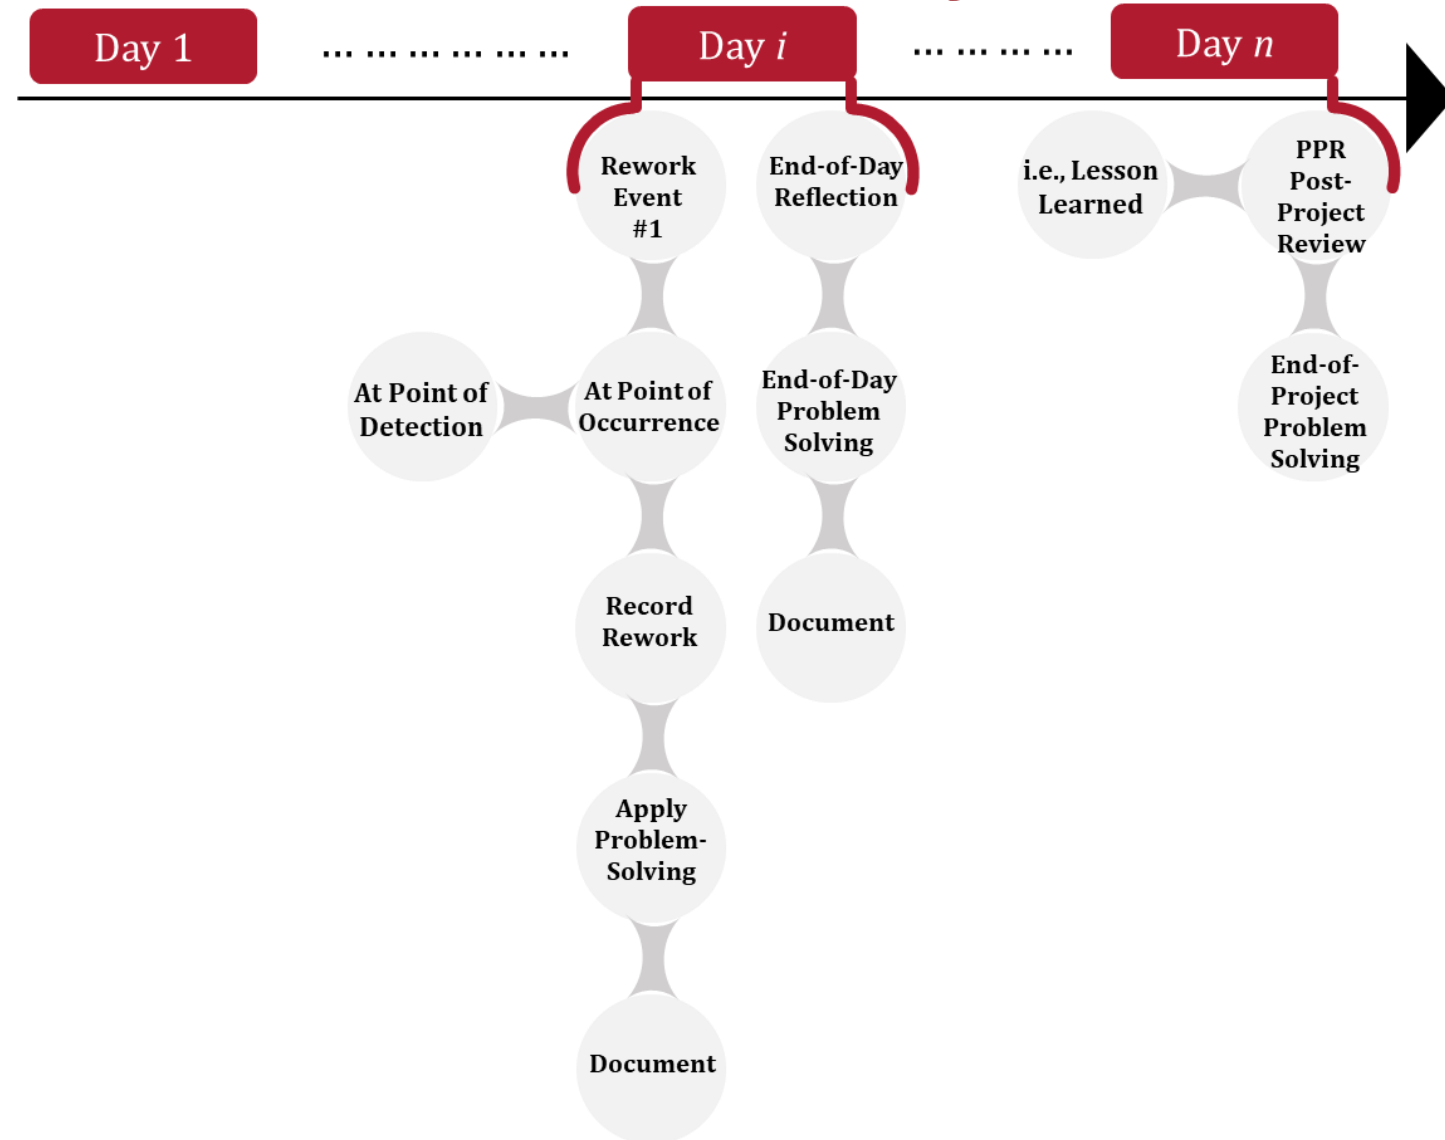 Day 1
... ... ... ... ... ...
Day i
... ... ... ...
Day n
Rework
Event
#1
End-of-Day
Reflection
i.e., Lesson
Learned
PPR
Post-
Project
Review
At Point of
Detection
At Point of
Occurrence
End-of-Day
Problem
Solving
End-of-
Project
Problem
Solving
Record
Rework
Document
Apply
Problem-
Solving
Document